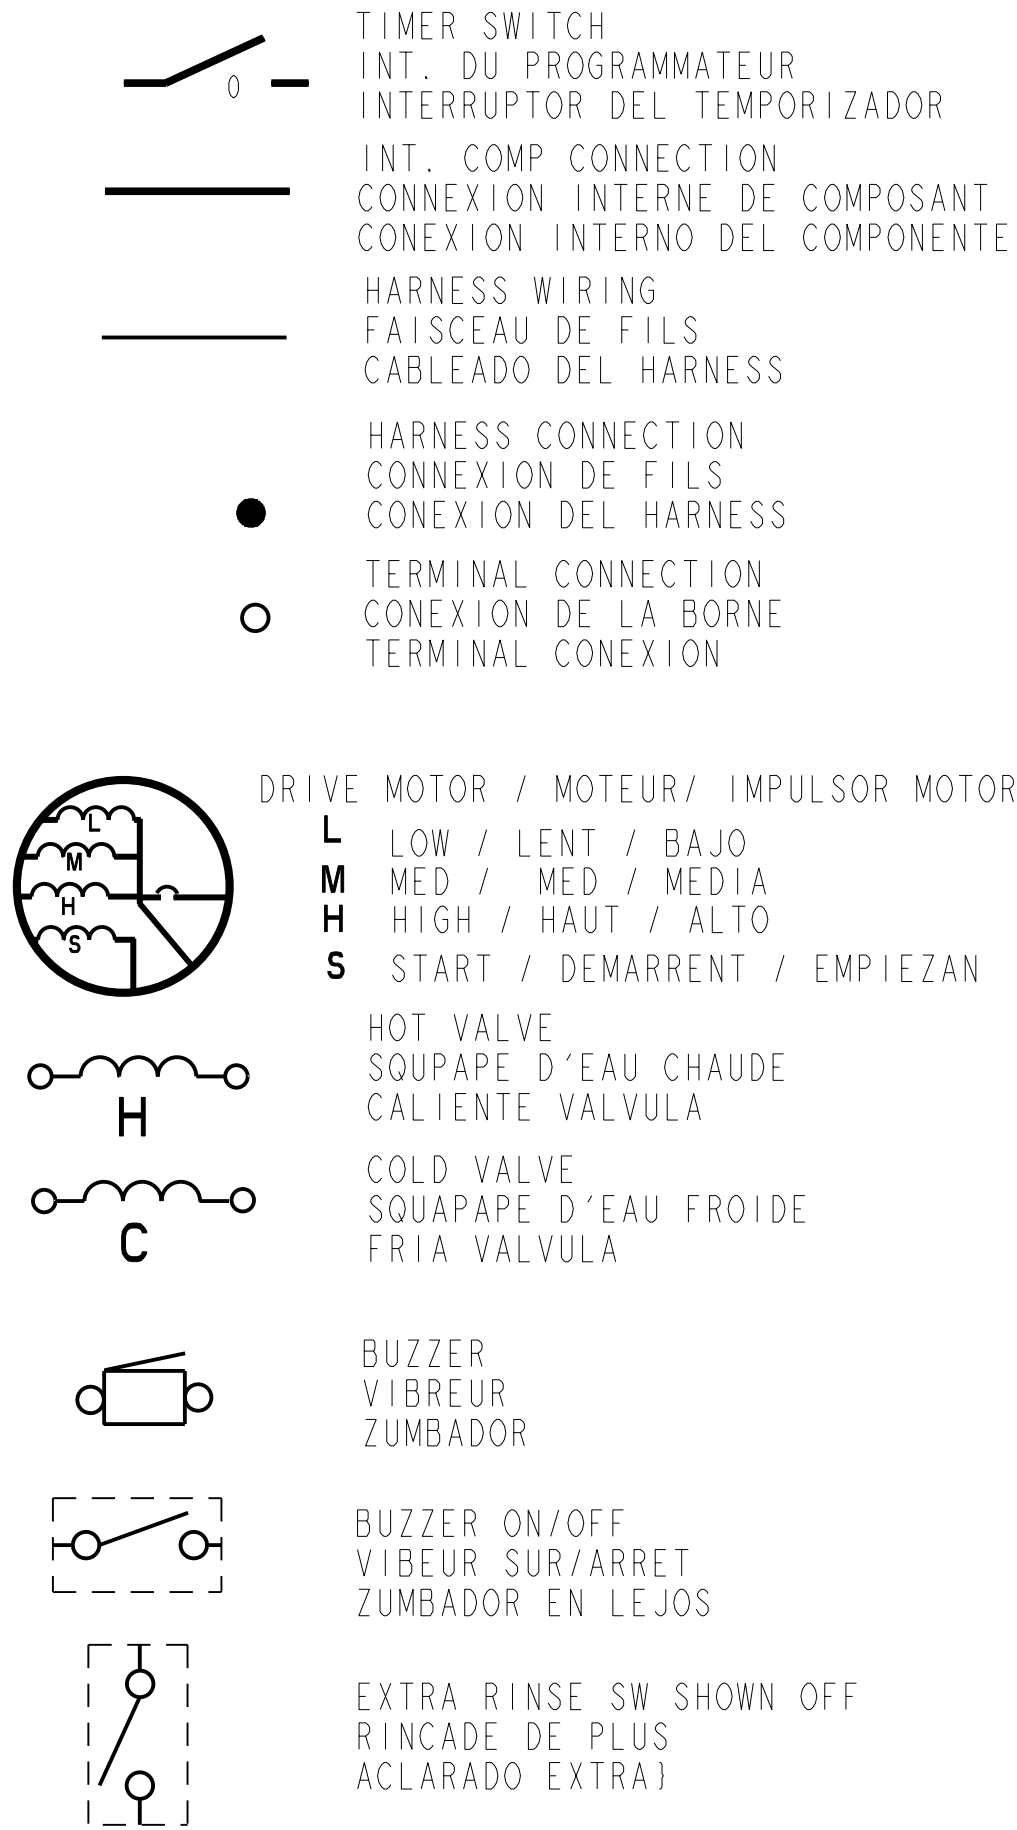 TIMER SWITCH
INT. DU PROGRAMMATEUR
0
INTERRUPTOR DEL TEMPORIZADOR
INT. COMP CONNECTION
CONNEXION INTERNE DE COMPOSANT
CONEXION INTERNO DEL COMPONENTE
HARNESS WIRING
FAISCEAU DE FILS
CABLEADO DEL HARNESS
HARNESS CONNECTION
CONNEXION DE FILS
CONEXION DEL HARNESS
TERMINAL CONNECTION
CONEXION DE LA BORNE
TERMINAL CONEXION
DRIVE MOTOR / MOTEUR/ IMPULSOR MOTOR
L
M
H
S
L LOW / LENT / BAJO
M MED / MED / MEDIA
H HIGH / HAUT / ALTO
S START / DEMARRENT / EMPIEZAN
HOT VALVE
SQUPAPE D'EAU CHAUDE
CALIENTE VALVULA
H
COLD VALVE
SQUAPAPE D'EAU FROIDE
FRIA VALVULA
C
BUZZER
VIBREUR
ZUMBADOR
BUZZER ON/OFF
VIBEUR SUR/ARRET
ZUMBADOR EN LEJOS
EXTRA RINSE SW SHOWN OFF
RINCADE DE PLUS
ACLARADO EXTRA}